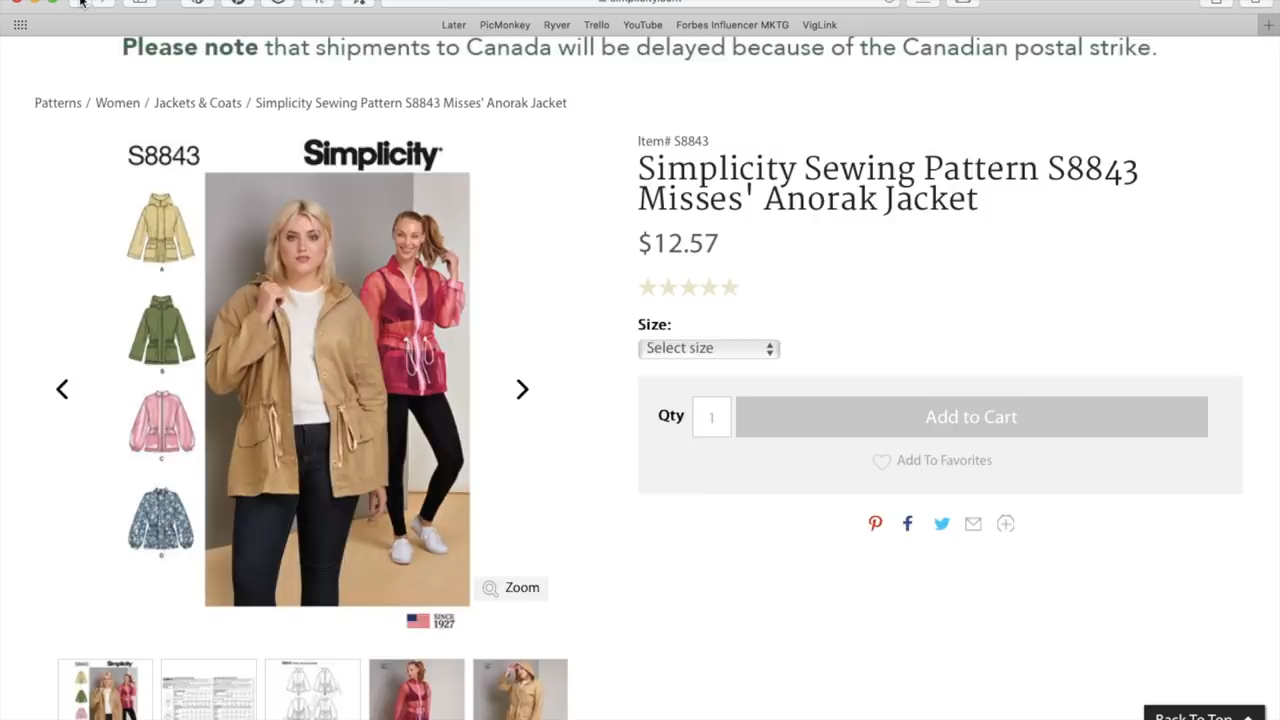 simplicity.com
Later PicMonkey Ryver Trello YouTube Forbes Influencer MKTG VigLink
Please note that shipments to Canada will be delayed because of the Canadian postal strike.
Patterns / Women / Jackets & Coats / Simplicity Sewing Pattern S8843 Misses' Anorak Jacket
S8843
Simplicity
A
B
C
D
SINCE
1927
Zoom
Item# S8843
Simplicity Sewing Pattern S8843
Misses' Anorak Jacket
$12.57
Size:
Select size
Qty 1 Add to Cart
Add To Favorites
Simplicity
Back To Top